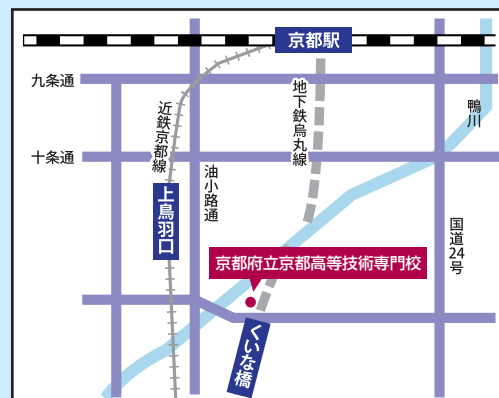 京都駅
九条通
地下鉄烏丸線
近鉄京都線
鴨川
十条通
油小路通
上鳥羽口
国道24号
京都府立京都高等技術専門校
くいな橋